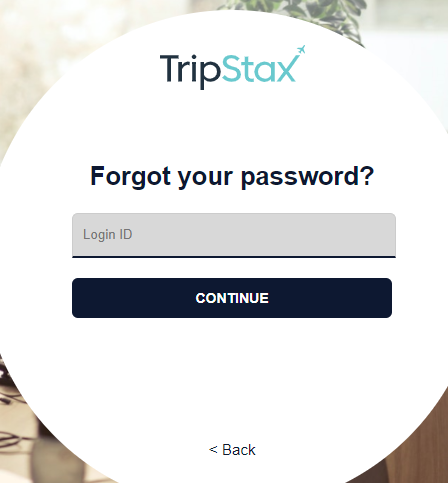 TripStax
Forgot your password?
Login ID
CONTINUE
< Back